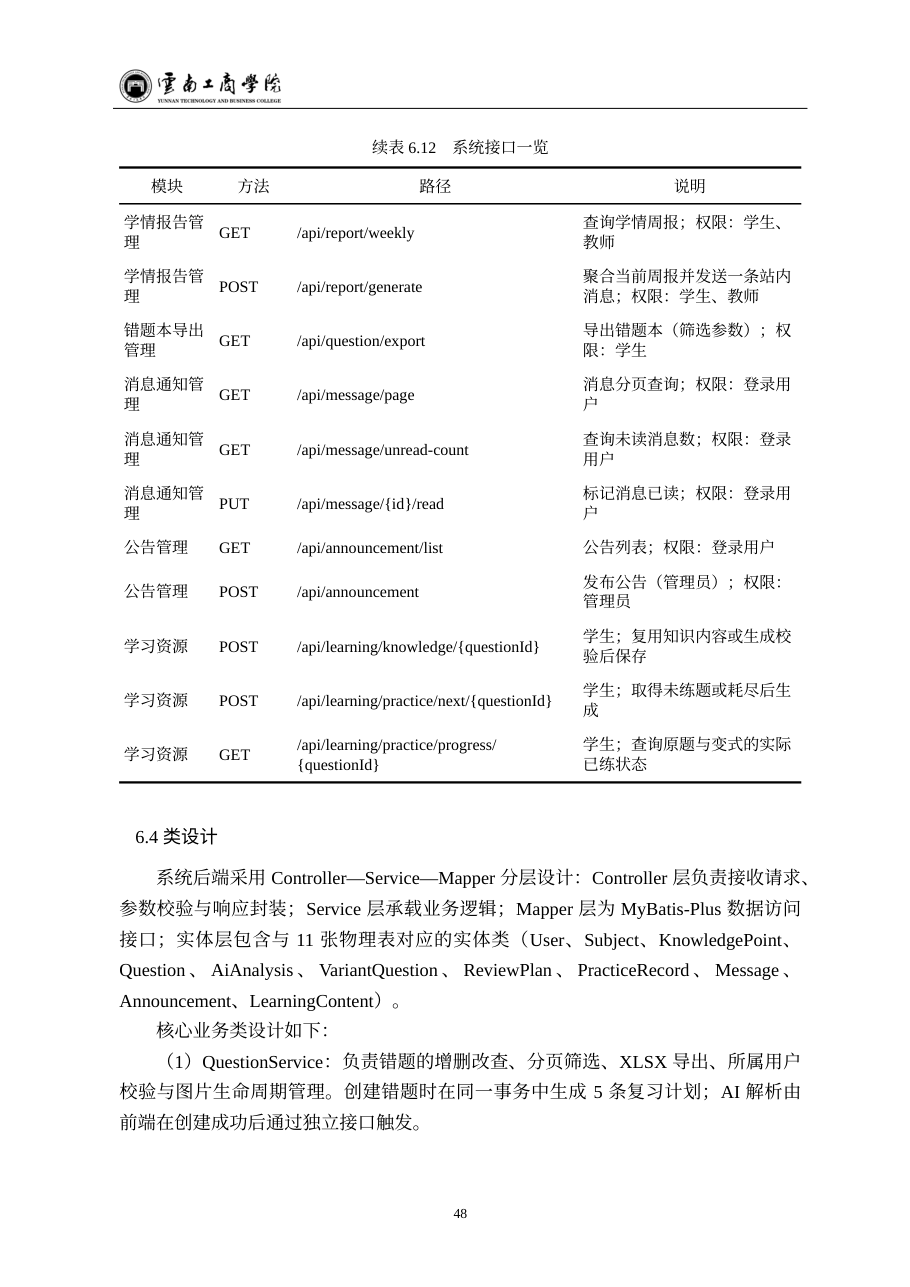 雲南工商學院
YUNNAN TECHNOLOGY AND BUSINESS COLLEGE
续表 6.12 系统接口一览
模块 方法 路径 说明
学情报告管理 GET /api/report/weekly 查询学情周报；权限：学生、教师
学情报告管理 POST /api/report/generate 聚合当前周报并发送一条站内消息；权限：学生、教师
错题本导出管理 GET /api/question/export 导出错题本（筛选参数）；权限：学生
消息通知管理 GET /api/message/page 消息分页查询；权限：登录用户
消息通知管理 GET /api/message/unread-count 查询未读消息数；权限：登录用户
消息通知管理 PUT /api/message/{id}/read 标记消息已读；权限：登录用户
公告管理 GET /api/announcement/list 公告列表；权限：登录用户
公告管理 POST /api/announcement 发布公告（管理员）；权限：管理员
学习资源 POST /api/learning/knowledge/{questionId} 学生；复用知识内容或生成校验后保存
学习资源 POST /api/learning/practice/next/{questionId} 学生；取得未练题或耗尽后生成
学习资源 GET /api/learning/practice/progress/{questionId} 学生；查询原题与变式的实际已练状态
6.4 类设计
系统后端采用 Controller—Service—Mapper 分层设计：Controller 层负责接收请求、
参数校验与响应封装；Service 层承载业务逻辑；Mapper 层为 MyBatis-Plus 数据访问
接口；实体层包含与 11 张物理表对应的实体类（User、Subject、KnowledgePoint、
Question、AiAnalysis、VariantQuestion、ReviewPlan、PracticeRecord、Message、
Announcement、LearningContent）。
核心业务类设计如下：
（1）QuestionService：负责错题的增删改查、分页筛选、XLSX 导出、所属用户
校验与图片生命周期管理。创建错题时在同一事务中生成 5 条复习计划；AI 解析由
前端在创建成功后通过独立接口触发。
48